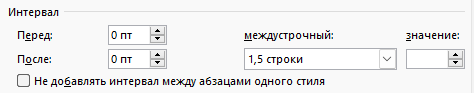 Интервал
Перед: 0 пт междустрочный: значение:
После: 0 пт 1,5 строки
Не добавлять интервал между абзацами одного стиля